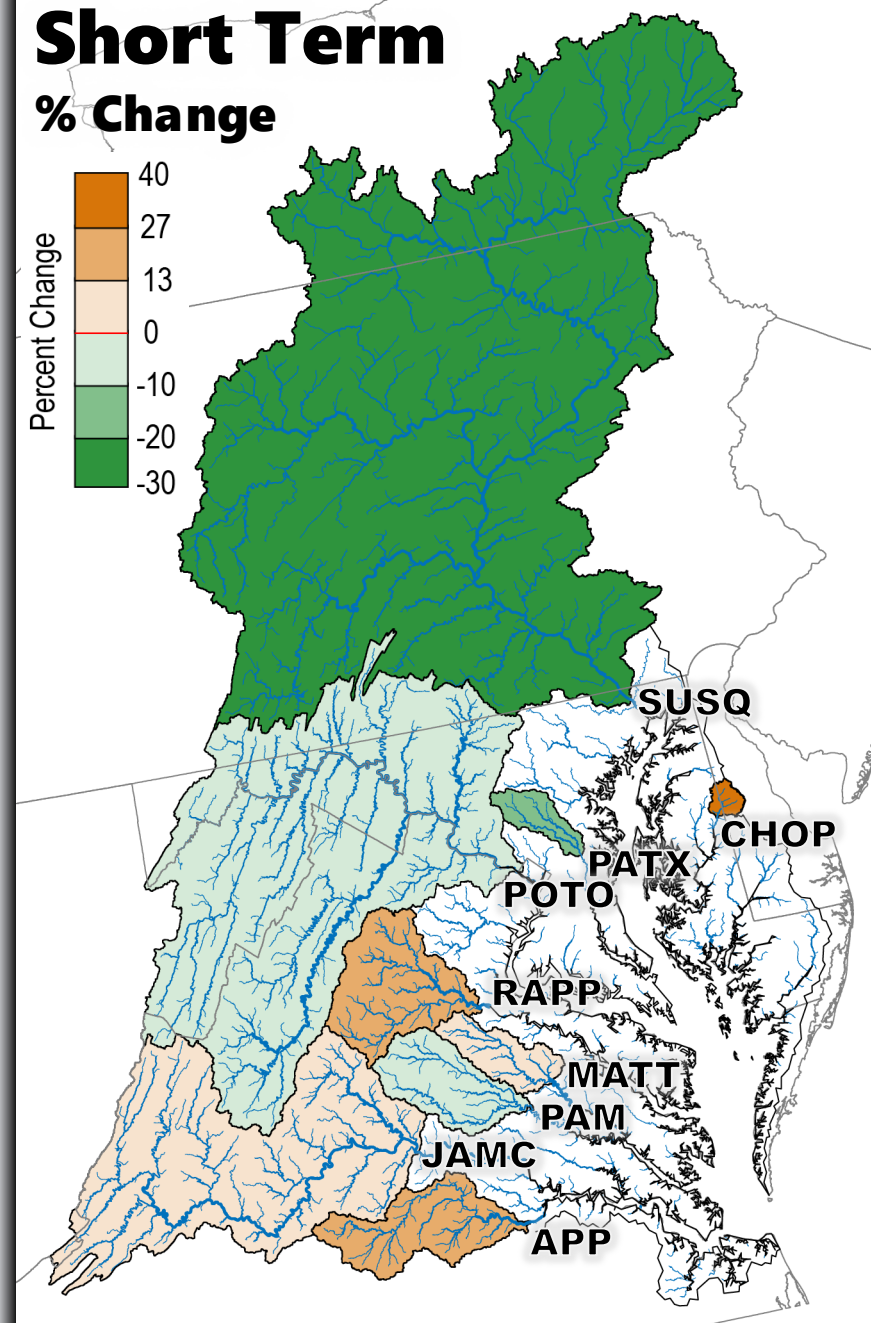 Short Term
% Change
40
27
13
0
-10
-20
-30
Percent Change
SUSQ
CHOP
PATX
POTO
RAPP
MATT
PAM
JAMC
APP